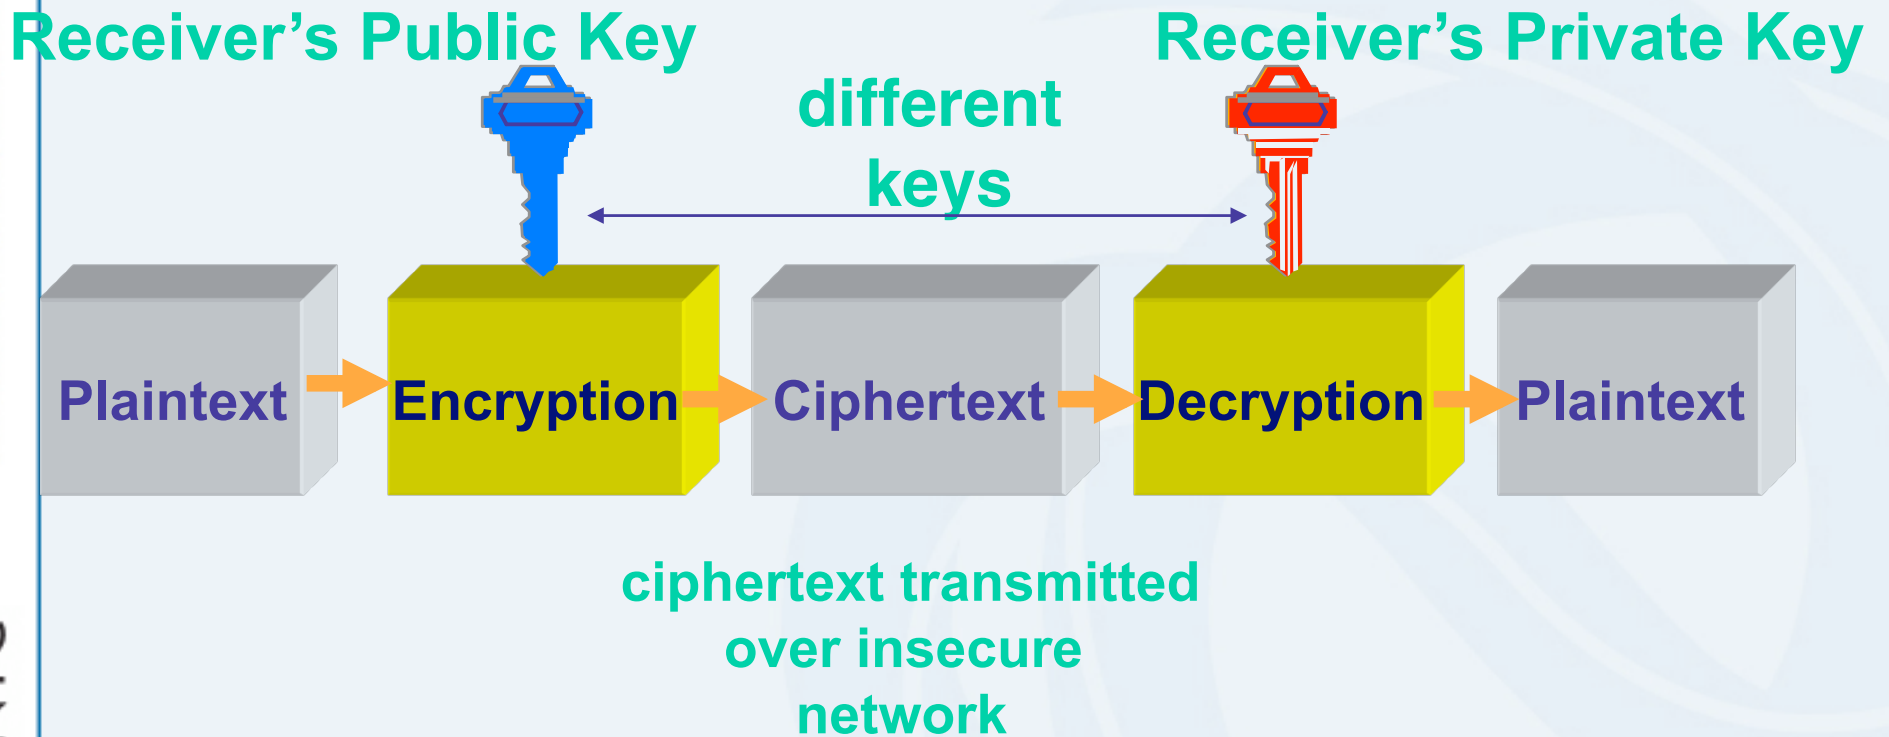 Receiver’s Public Key
Receiver’s Private Key
different
keys
Plaintext
Encryption
Ciphertext
Decryption
Plaintext
ciphertext transmitted
over insecure
network